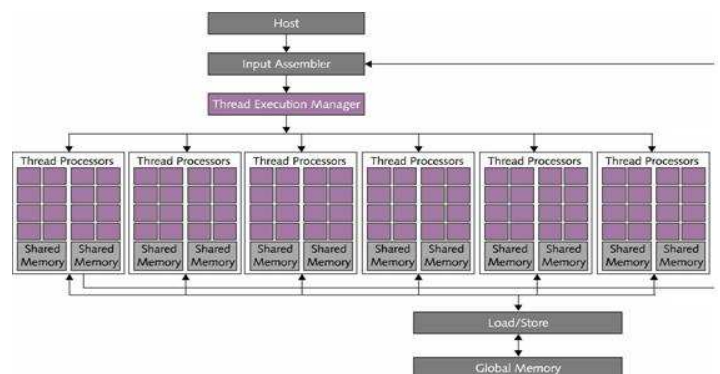 Host
Input Assembler
Thread Execution Manager
Thread Processors Thread Processors Thread Processors Thread Processors Thread Processors Thread Processors
Shared Shared Shared Shared Shared Shared Shared Shared Shared Shared Shared Shared
Memory Memory Memory Memory Memory Memory Memory Memory Memory Memory Memory Memory
Load/Store
Global Memory